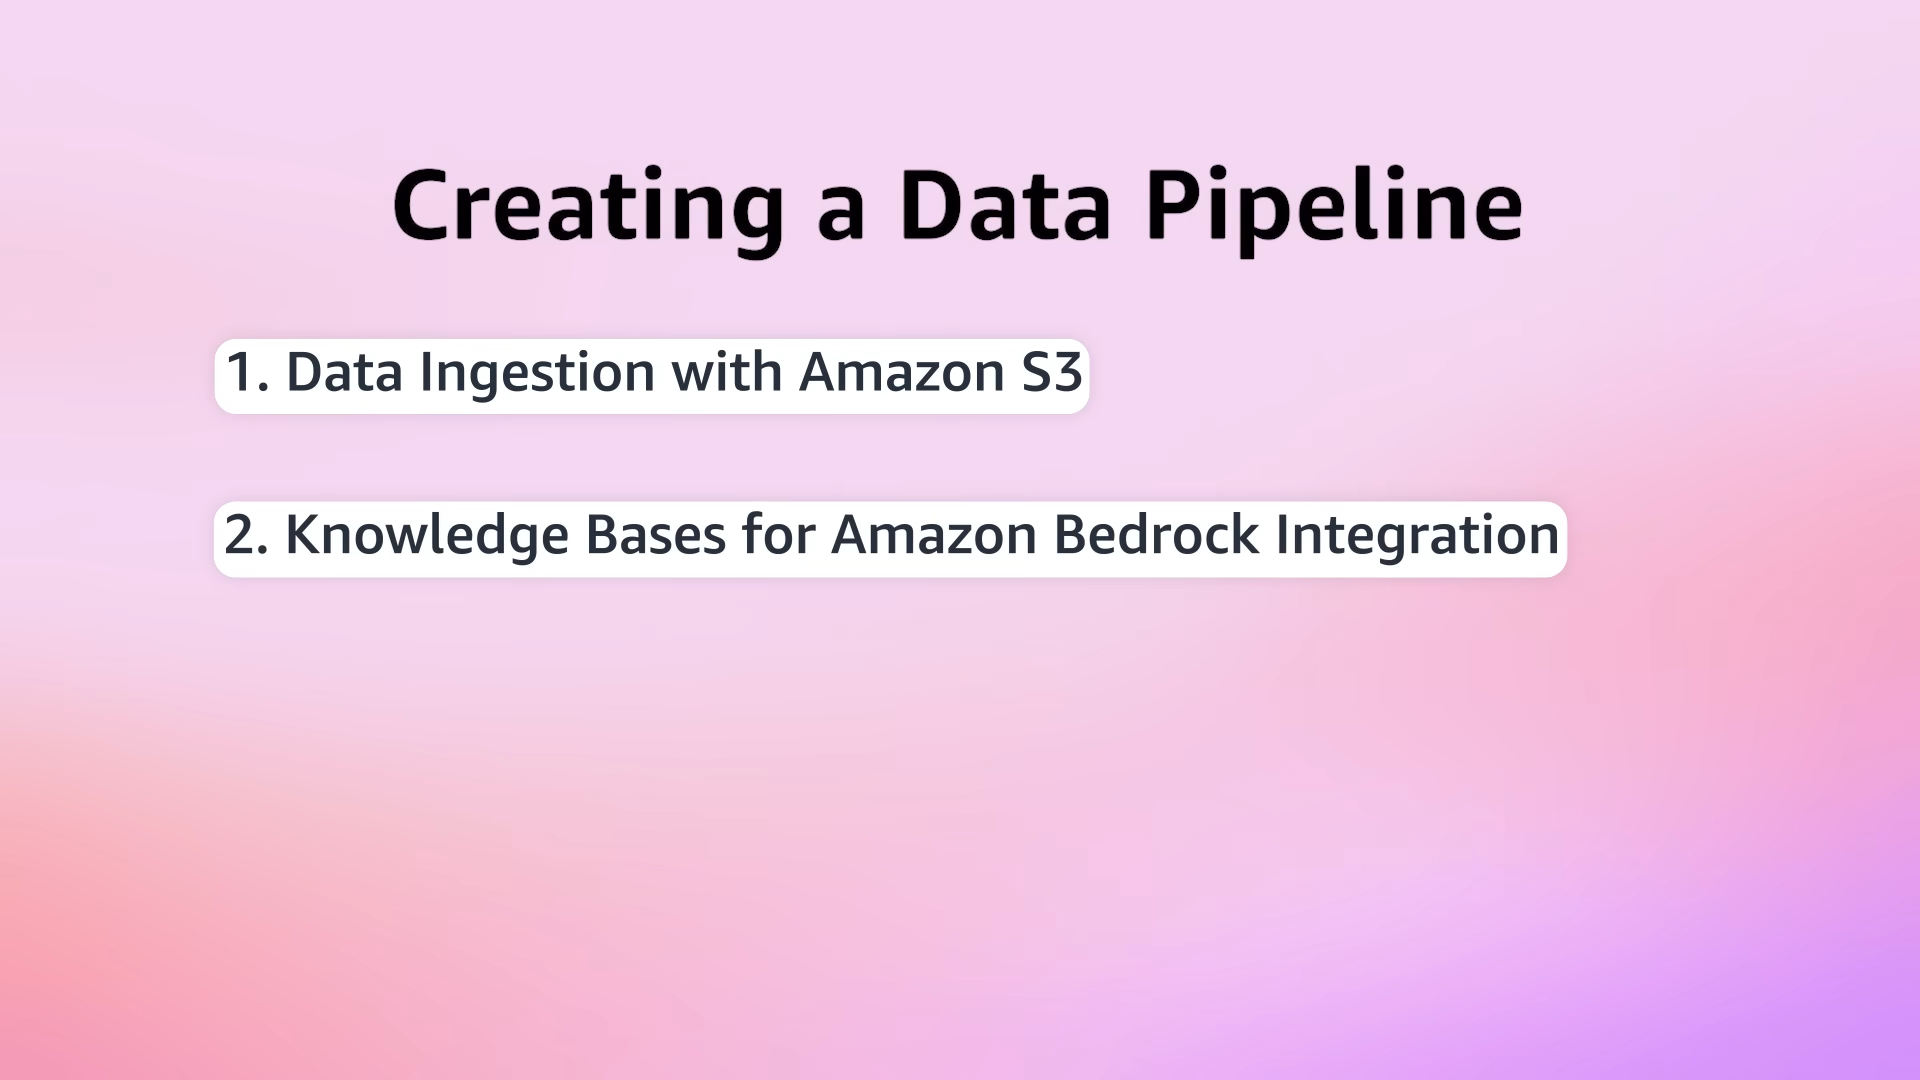 Creating a Data Pipeline
1. Data Ingestion with Amazon S3
2. Knowledge Bases for Amazon Bedrock Integration